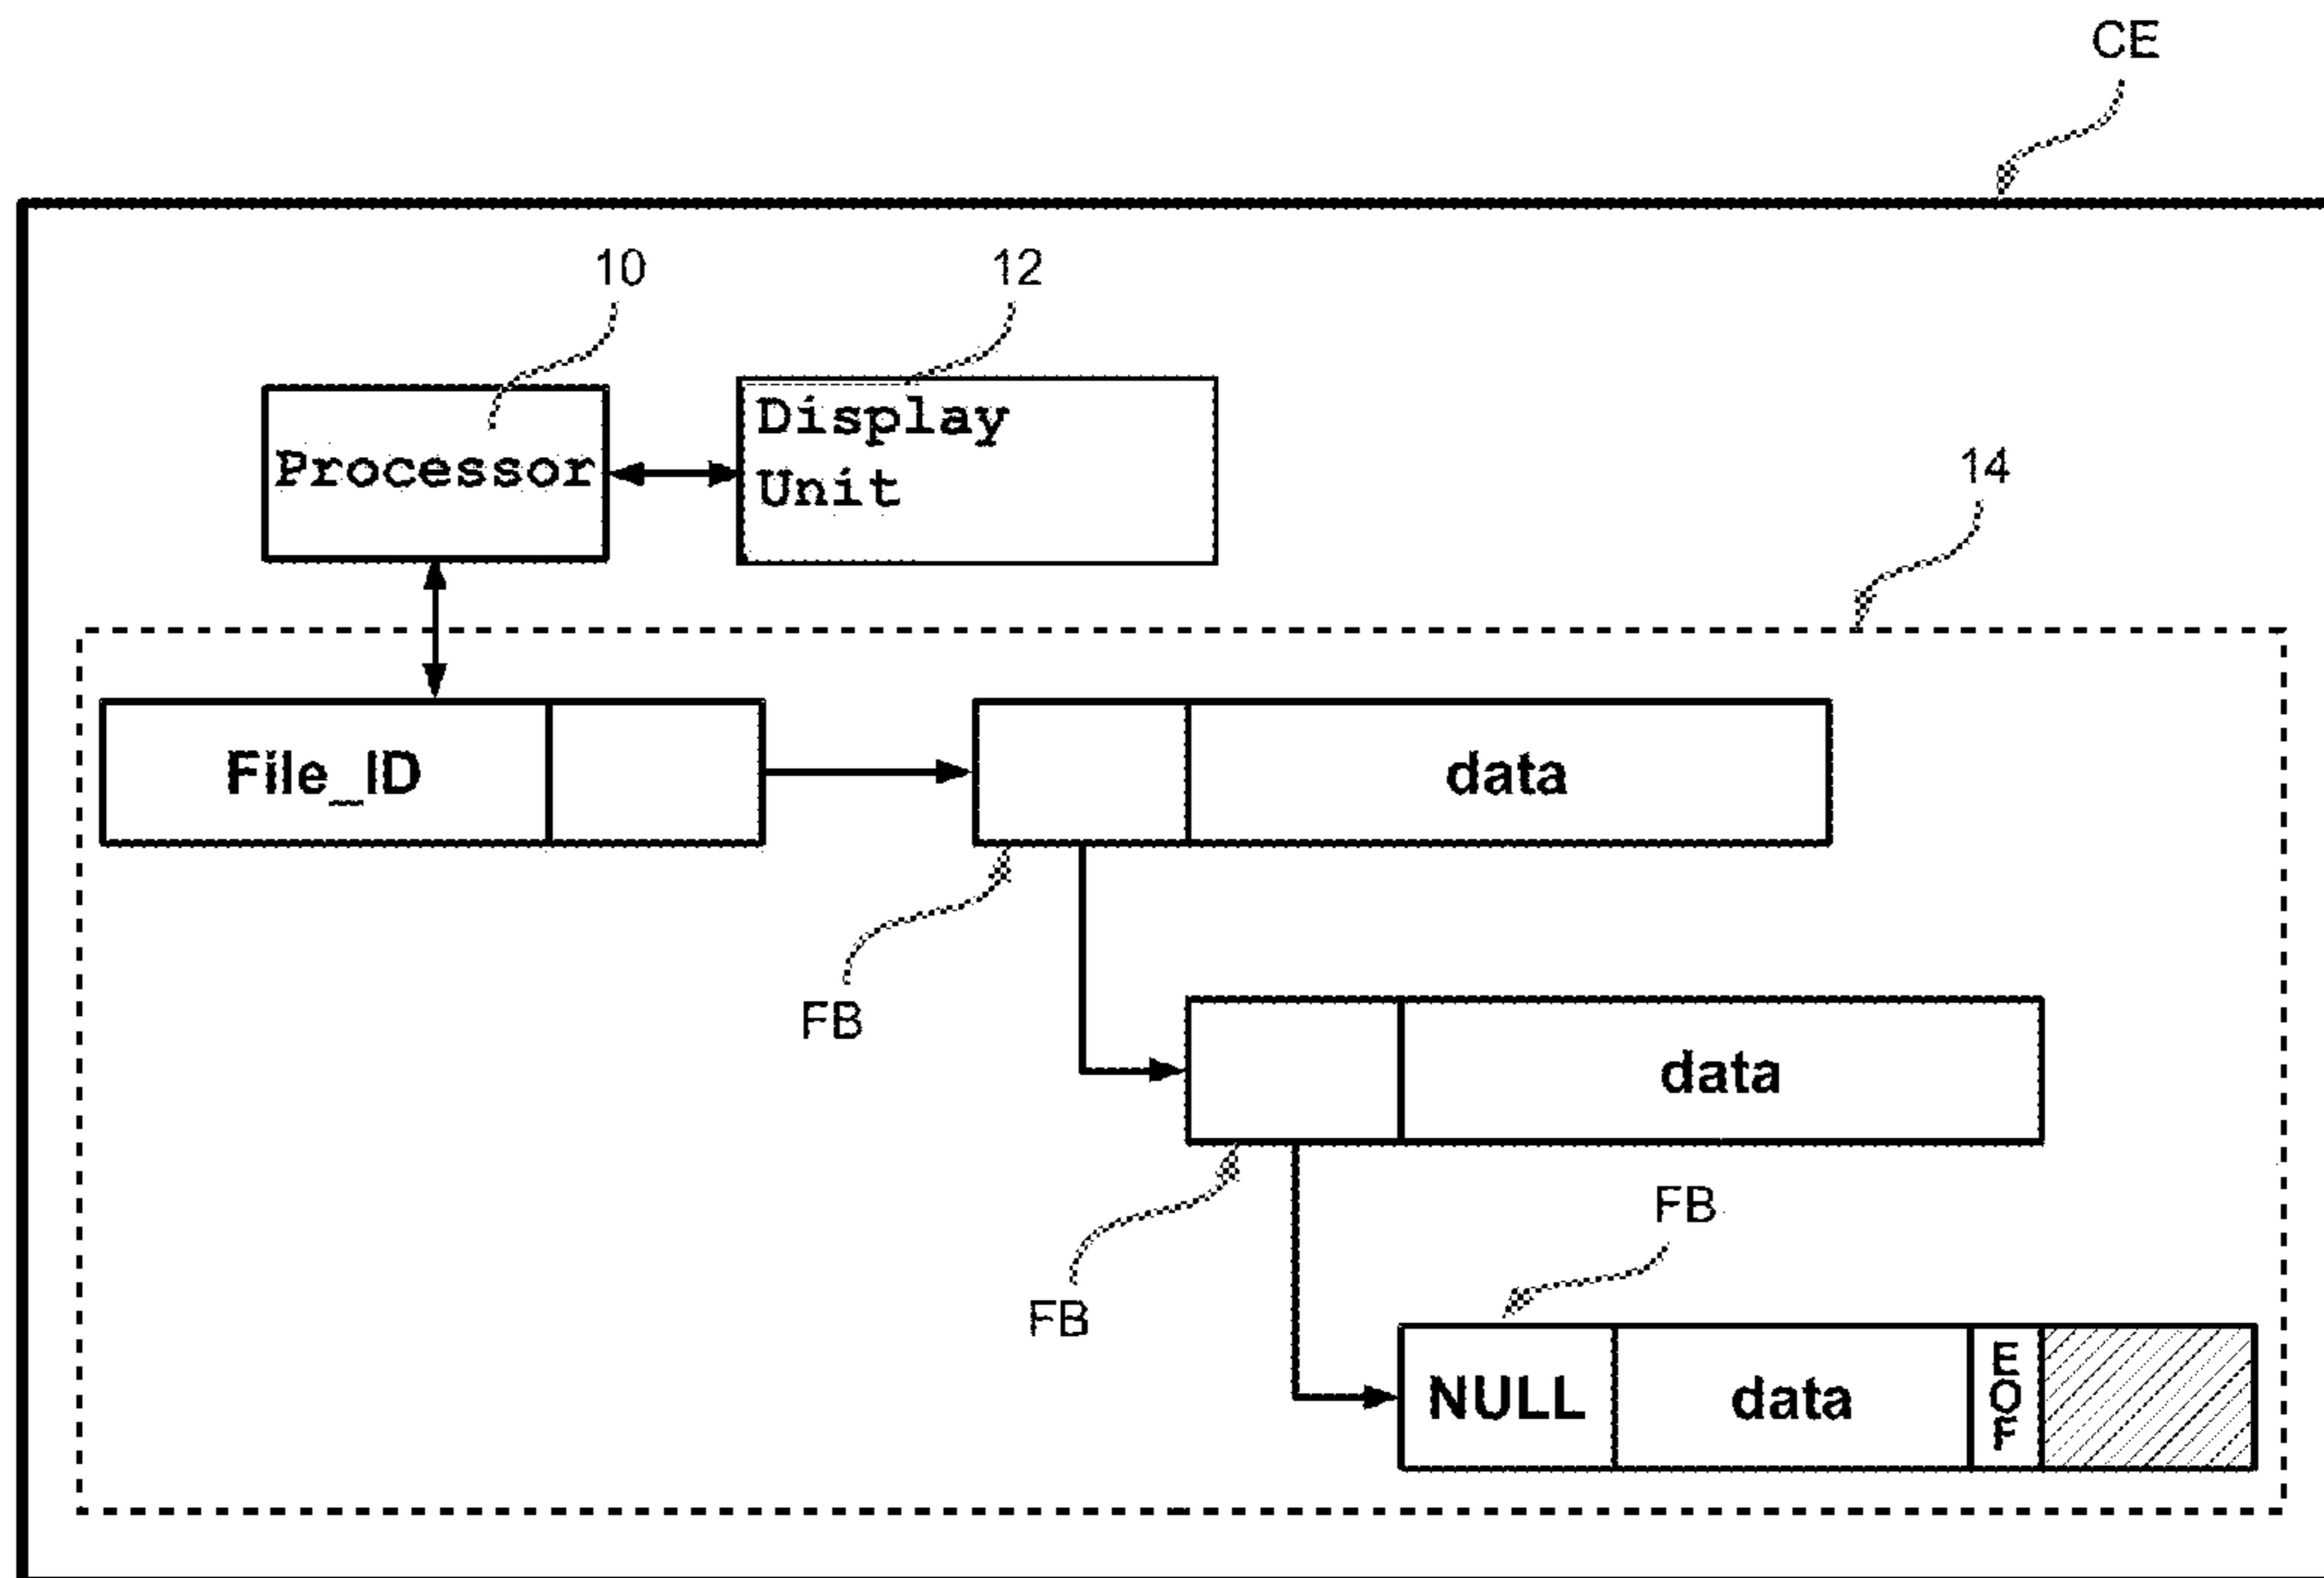 CE
10
12
Processor
Display
Unit
14
File_ID
data
FB
data
FB
FB
NULL
data
EOF